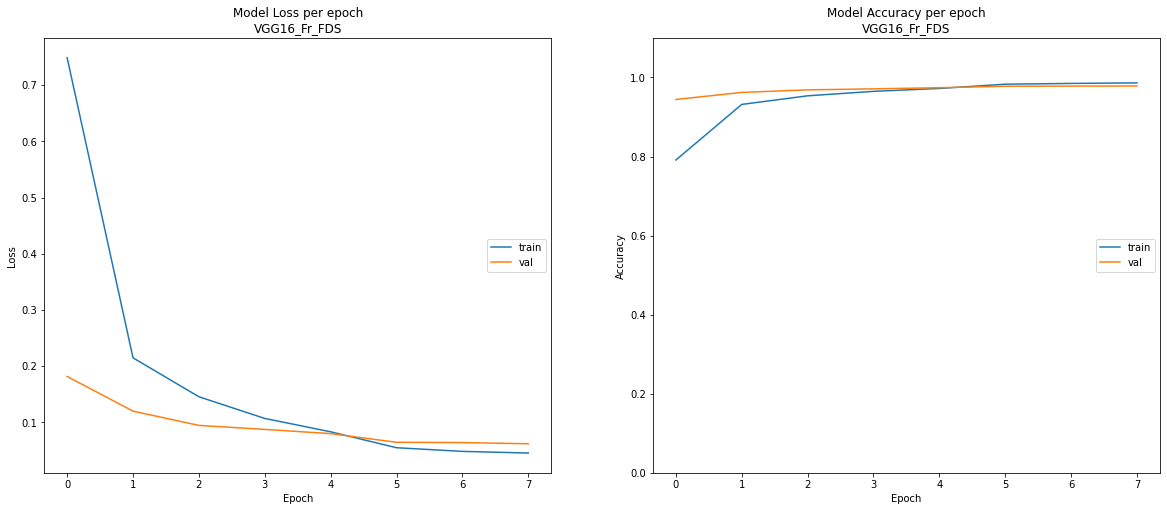 Model Loss per epoch
VGG16_Fr_FDS
0.7
0.6
0.5
0.4
0.3
0.2
0.1
Loss
train
val
0 1 2 3 4 5 6 7
Epoch
Model Accuracy per epoch
VGG16_Fr_FDS
1.0
0.8
0.6
0.4
0.2
0.0
Accuracy
train
val
0 1 2 3 4 5 6 7
Epoch